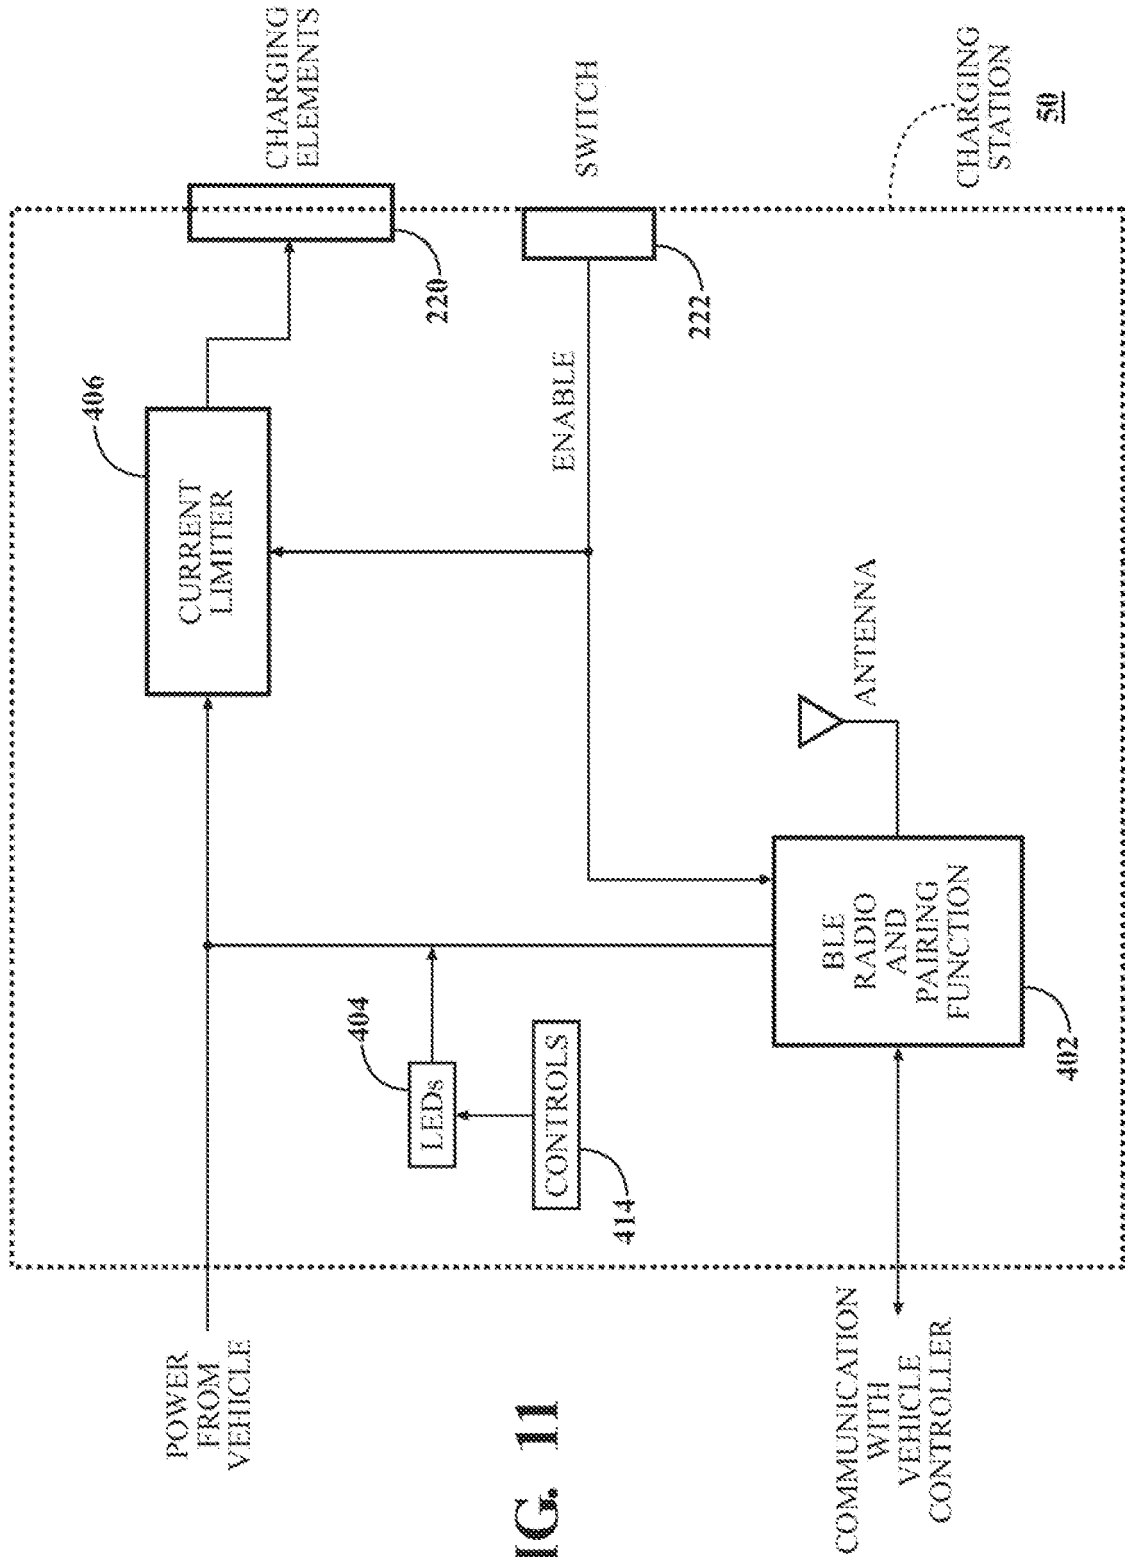 POWER
FROM
VEHICLE
CURRENT
LIMITER
406
CHARGING
ELEMENTS
220
LEDs
404
CONTROLS
414
ENABLE
SWITCH
222
COMMUNICATION
WITH
VEHICLE
CONTROLLER
BLE
RADIO
AND
PAIRING
FUNCTION
402
ANTENNA
CHARGING
STATION
50
IG. 11